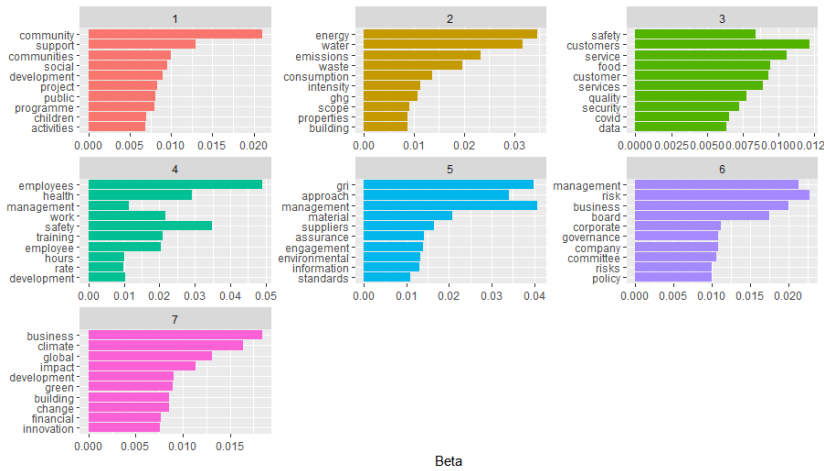 1
community
support
communities
social
development
project
public
programme
children
activities
0.000 0.005 0.010 0.015 0.020
2
energy
water
emissions
waste
consumption
intensity
ghg
scope
properties
building
0.00 0.01 0.02 0.03
3
safety
customers
service
food
customer
services
quality
security
covid
data
0.0000 0.0025 0.0050 0.0075 0.0100 0.0125
4
employees
health
management
work
safety
training
employee
hours
rate
development
0.00 0.01 0.02 0.03 0.04 0.05
5
gri
approach
management
material
suppliers
assurance
engagement
environmental
information
standards
0.00 0.01 0.02 0.03 0.04
6
management
risk
business
board
corporate
governance
company
committee
risks
policy
0.000 0.005 0.010 0.015 0.020
7
business
climate
global
impact
development
green
building
change
financial
innovation
0.000 0.005 0.010 0.015
Beta